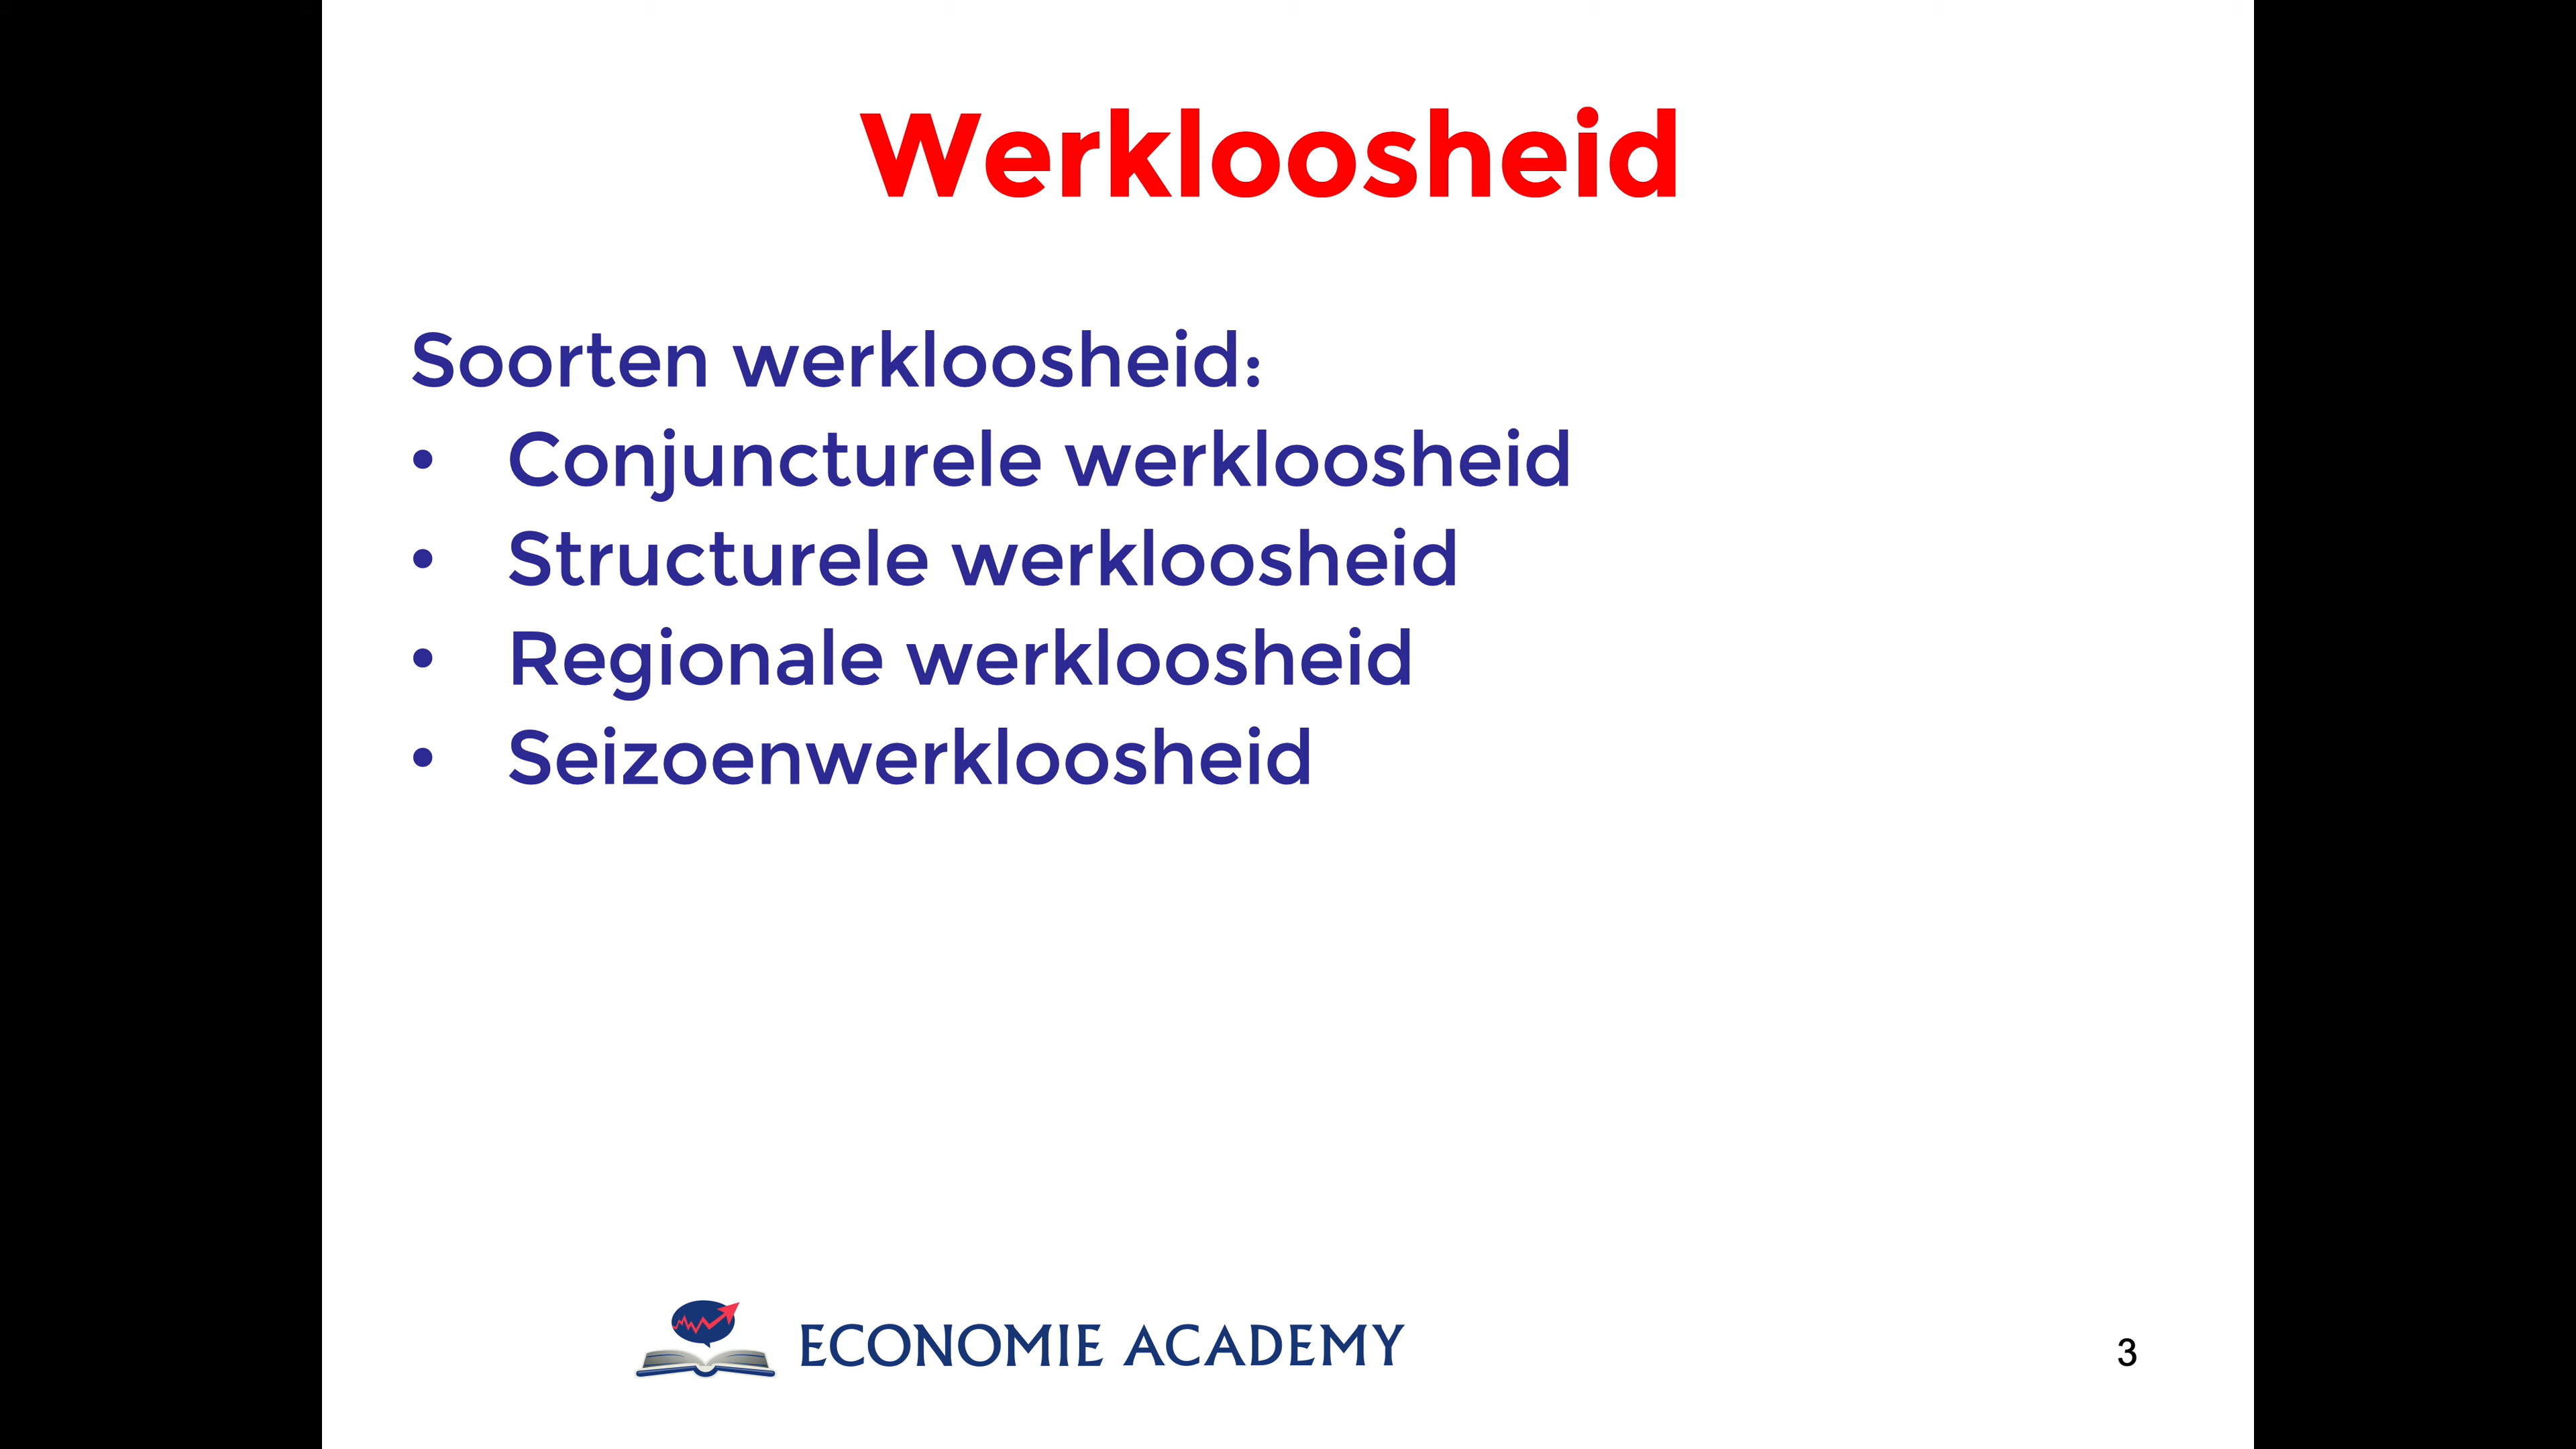 Werkloosheid
Soorten werkloosheid:
• Conjuncturele werkloosheid
• Structurele werkloosheid
• Regionale werkloosheid
• Seizoenwerkloosheid
ECONOMIE ACADEMY
3